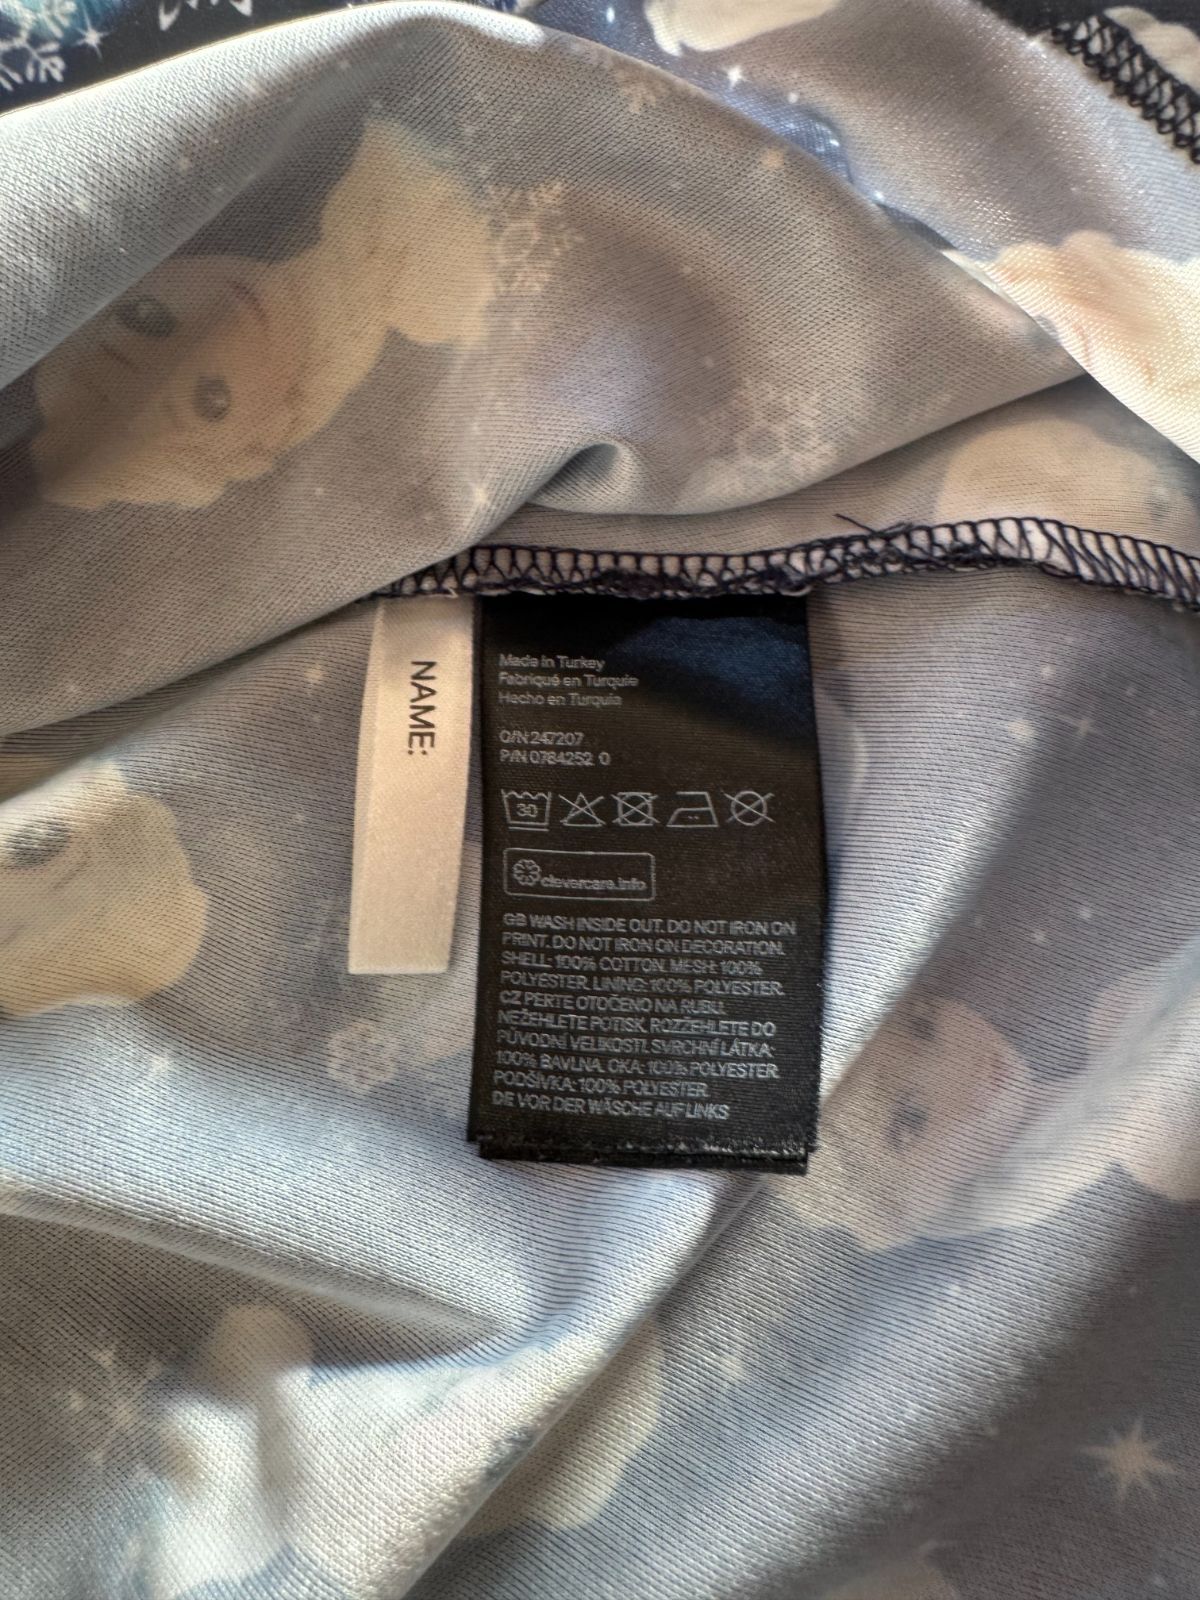 NAME:
Made in Turkey
Fabriqué en Turquie
Hecho en Turquía
O/N 247207
P/N 0784252 0
30
clevercare.info
GB WASH INSIDE OUT. DO NOT IRON ON
PRINT. DO NOT IRON ON DECORATION.
SHELL: 100% COTTON. MESH: 100%
POLYESTER. LINING: 100% POLYESTER.
CZ PERTE OTOČENO NA RUBU.
NEŽEHLETE POTISK. ROZŽEHLETE DO
PŮVODNÍ VELIKOSTI. SVRCHNÍ LÁTKA:
100% BAVLNA. OKA: 100% POLYESTER.
PODŠÍVKA: 100% POLYESTER.
DE VOR DER WÄSCHE AUF LINKS